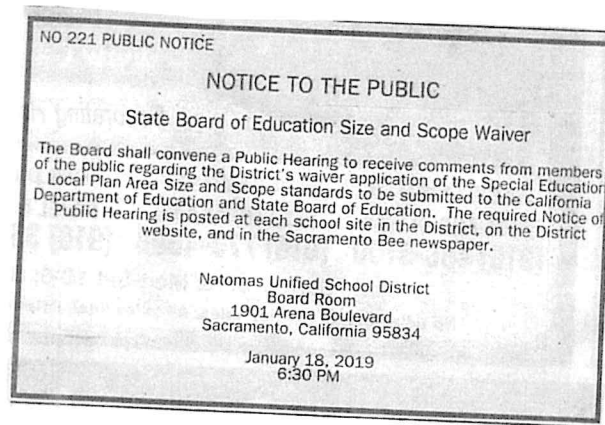 NO 221 PUBLIC NOTICE
NOTICE TO THE PUBLIC
State Board of Education Size and Scope Waiver
The Board shall convene a Public Hearing to receive comments from members
of the public regarding the District's waiver application of the Special Education
Local Plan Area Size and Scope standards to be submitted to the California
Department of Education and State Board of Education. The required Notice of
Public Hearing is posted at each school site in the District, on the District
website, and in the Sacramento Bee newspaper.
Natomas Unified School District
Board Room
1901 Arena Boulevard
Sacramento, California 95834
January 18, 2019
6:30 PM